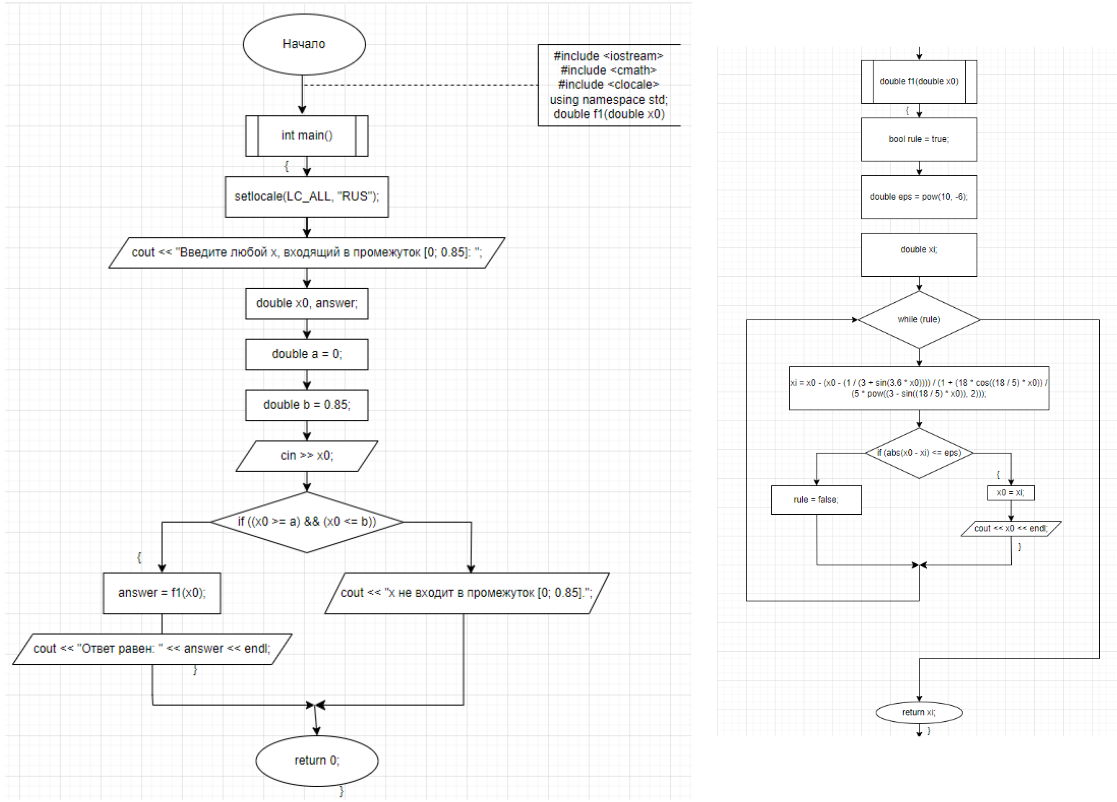 Начало
#include <iostream>
#include <cmath>
#include <clocale>
using namespace std;
double f1(double x0)
int main()
{
setlocale(LC_ALL, "RUS");
cout << "Введите любой x, входящий в промежуток [0; 0.85]: ";
double x0, answer;
double a = 0;
double b = 0.85;
cin >> x0;
if ((x0 >= a) && (x0 <= b))
{
answer = f1(x0);
cout << "x не входит в промежуток [0; 0.85].";
cout << "Ответ равен: " << answer << endl;
}
return 0;
}
double f1(double x0)
{
bool rule = true;
double eps = pow(10, -6);
double xi;
while (rule)
xi = x0 - (x0 - (1 / (3 + sin(3.6 * x0)))) / (1 + (18 * cos((18 / 5) * x0)) /
(5 * pow((3 - sin((18 / 5) * x0)), 2)));
if (abs(x0 - xi) <= eps)
{
rule = false;
x0 = xi;
cout << x0 << endl;
}
return xi;
}